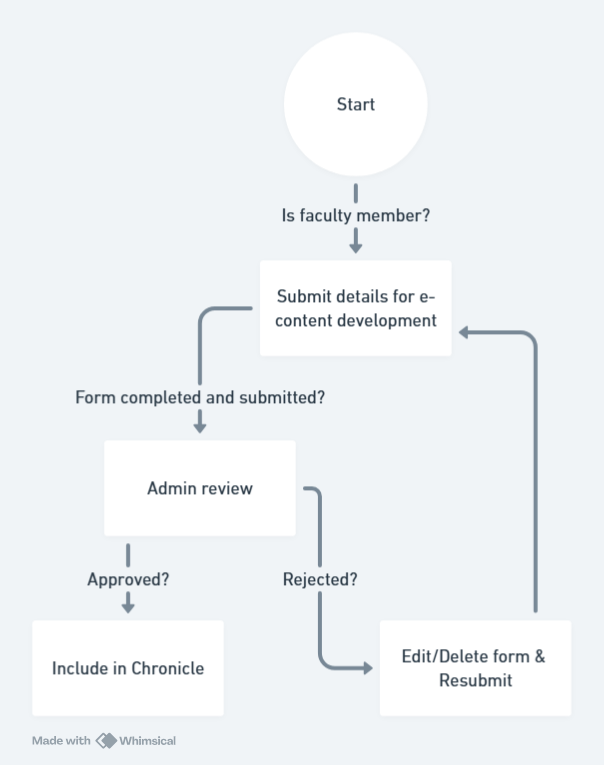 Start
Is faculty member?
Submit details for e-
content development
Form completed and submitted?
Admin review
Approved?
Rejected?
Include in Chronicle
Edit/Delete form &
Resubmit
Made with Whimsical